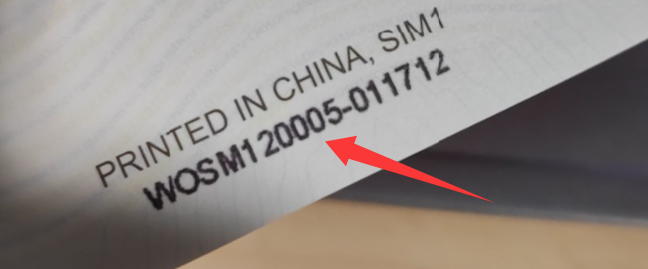 PRINTED IN CHINA, SIM1
WOSM120005-011712